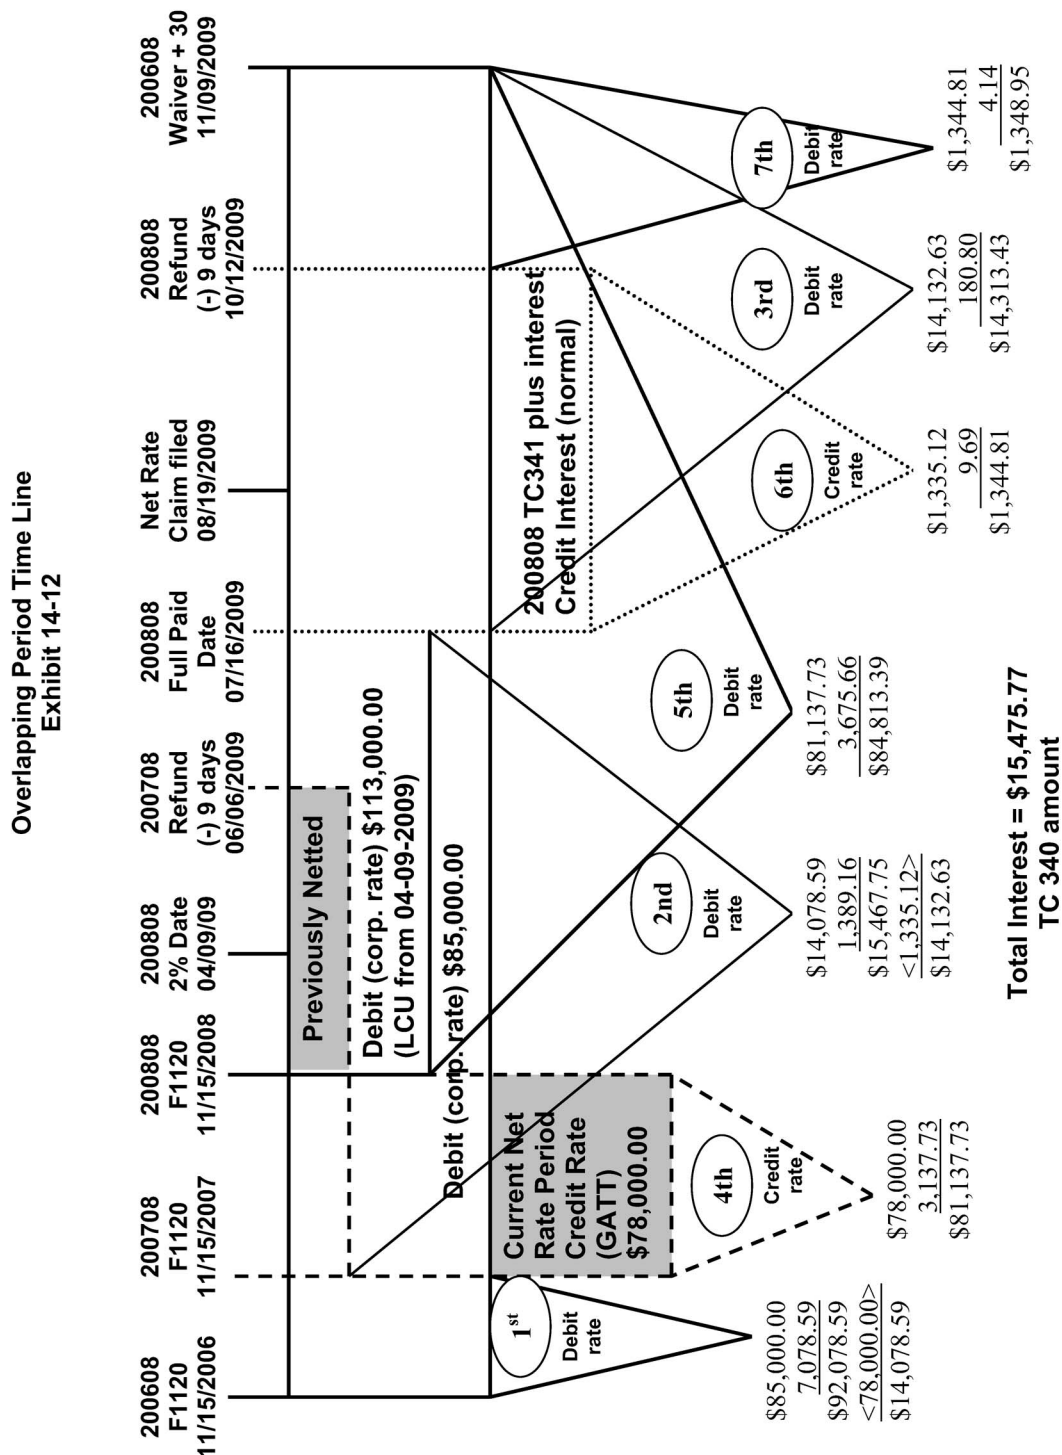 Overlapping Period Time Line
Exhibit 14-12
200608
F1120
11/15/2006
200708
F1120
11/15/2007
200808
F1120
11/15/2008
200808
2% Date
04/09/09
200708
Refund
(-) 9 days
06/06/2009
200808
Full Paid
Date
07/16/2009
Net Rate
Claim filed
08/19/2009
200808
Refund
(-) 9 days
10/12/2009
200608
Waiver + 30
11/09/2009
Previously Netted
Debit (corp. rate) $113,000.00
(LCU from 04-09-2009)
Debit (corp. rate) $85,000.00
200808 TC341 plus interest
Credit Interest (normal)
Current Net
Rate Period
Credit Rate
(GATT)
$78,000.00
1st
Debit
rate
4th
Credit
rate
2nd
Debit
rate
5th
Debit
rate
6th
Credit
rate
3rd
Debit
rate
7th
Debit
rate
$85,000.00
7,078.59
$92,078.59
<78,000.00>
$14,078.59
$78,000.00
3,137.73
$81,137.73
$14,078.59
1,389.16
$15,467.75
<1,335.12>
$14,132.63
$81,137.73
3,675.66
$84,813.39
$1,335.12
9.69
$1,344.81
$14,132.63
180.80
$14,313.43
$1,344.81
4.14
$1,348.95
Total Interest = $15,475.77
TC 340 amount